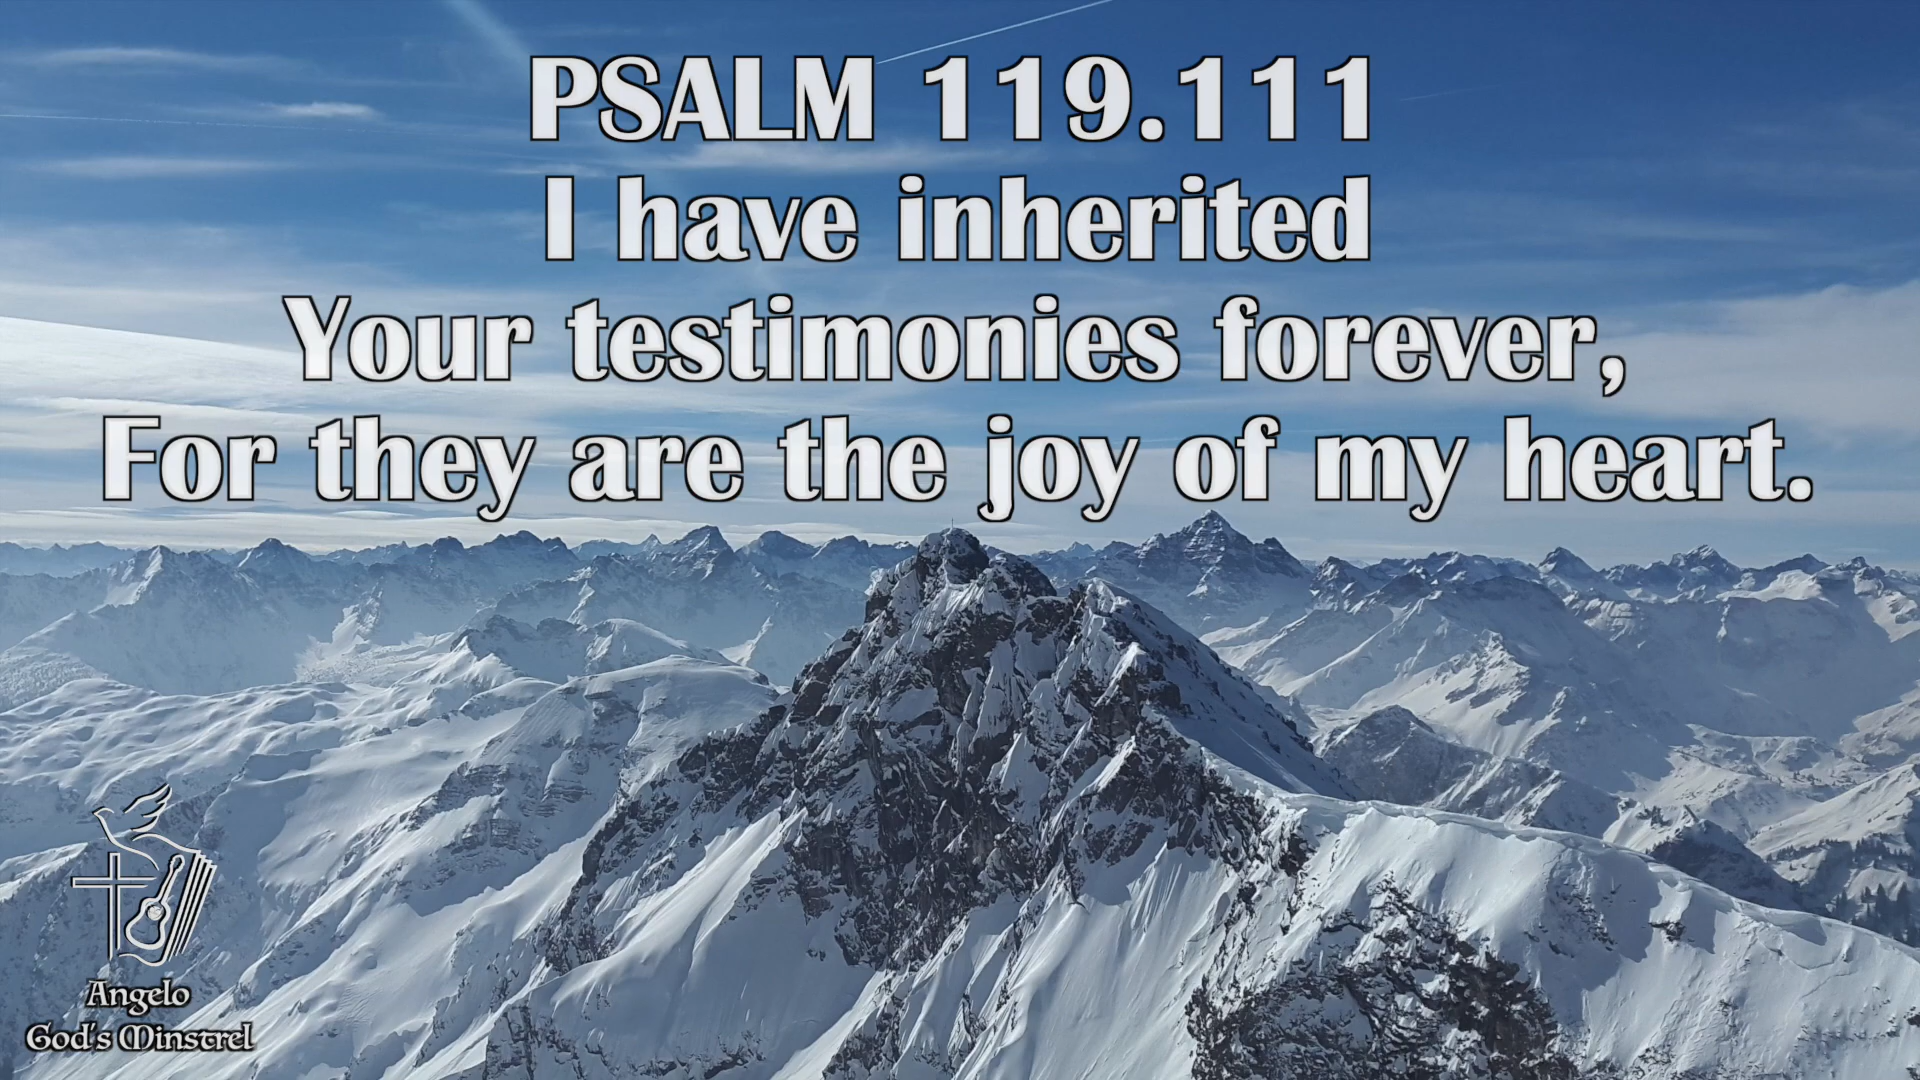 PSALM 119.111
I have inherited
Your testimonies forever,
For they are the joy of my heart.
Angelo
God's Minstrel